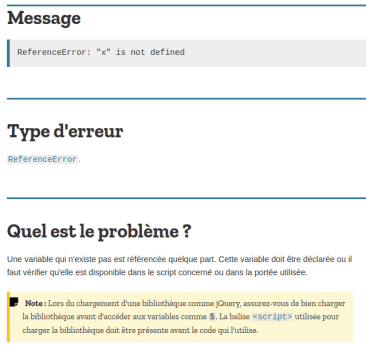 Message
ReferenceError: "x" is not defined
Type d'erreur
ReferenceError.
Quel est le problème ?
Une variable qui n'existe pas est référencée quelque part. Cette variable doit être déclarée ou il
faut vérifier qu'elle est disponible dans le script concerné ou dans la portée utilisée.
Note : Lors du chargement d'une bibliothèque comme jQuery, assurez-vous de bien charger
la bibliothèque avant d'accéder aux variables comme $. La balise <script> utilisée pour
charger la bibliothèque doit être présente avant le code qui l'utilise.